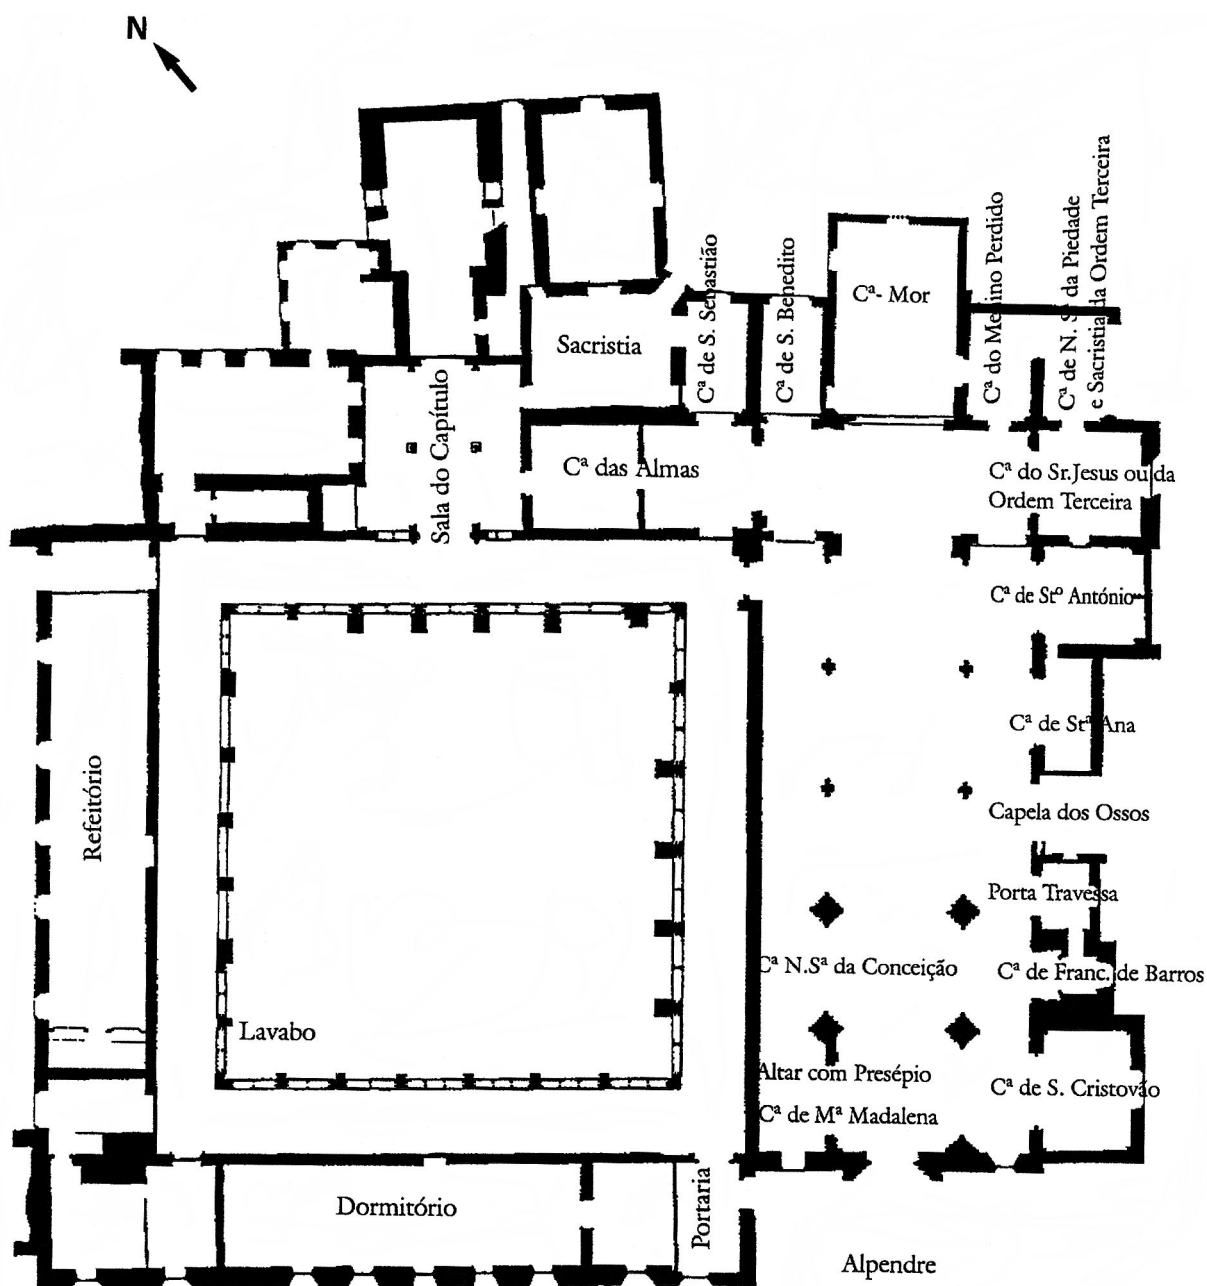 N
Cª de S. Sebastião
Cª de S. Benedito
Cª- Mor
Cª do Menino Perdido
Cª de N. Sª da Piedade
e Sacristia da Ordem Terceira
Sacristia
Sala do Capítulo
Cª das Almas
Cª do Sr. Jesus ou da
Ordem Terceira
Cª de Stº António
Cª de Stª Ana
Refeitório
Capela dos Ossos
Porta Travessa
Cª N.Sª da Conceição
Cª de Franc. de Barros
Lavabo
Altar com Presépio
Cª de S. Cristovão
Cª de Mª Madalena
Dormitório
Portaria
Alpendre